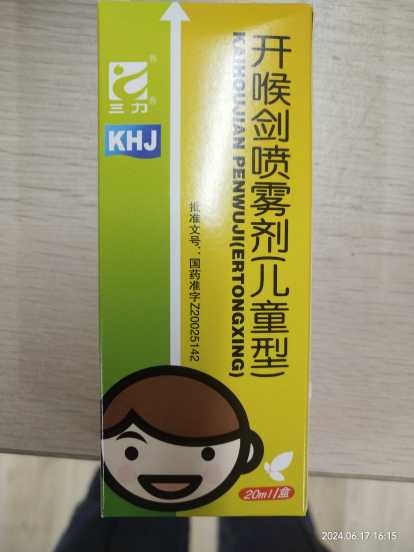 开喉剑喷雾剂(儿童型)
KAIHOUJIAN PENWUJI(ERTONGXING)
三力
KHJ
批准文号：国药准字Z20025142
20ml/盒
2024.06.17 16:15